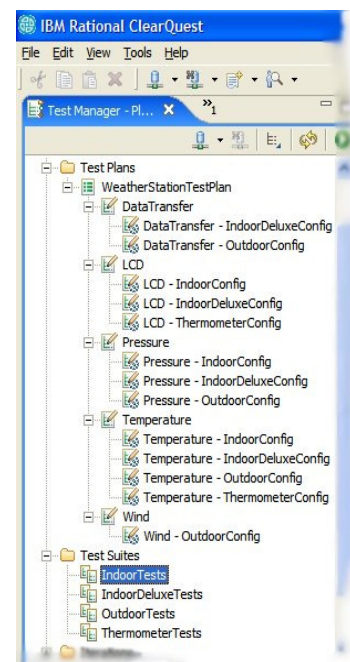 IBM Rational ClearQuest
File Edit View Tools Help
Test Manager - Pl... »1
Test Plans
WeatherStationTestPlan
DataTransfer
DataTransfer - IndoorDeluxeConfig
DataTransfer - OutdoorConfig
LCD
LCD - IndoorConfig
LCD - IndoorDeluxeConfig
LCD - ThermometerConfig
Pressure
Pressure - IndoorConfig
Pressure - IndoorDeluxeConfig
Pressure - OutdoorConfig
Temperature
Temperature - IndoorConfig
Temperature - IndoorDeluxeConfig
Temperature - OutdoorConfig
Temperature - ThermometerConfig
Wind
Wind - OutdoorConfig
Test Suites
IndoorTests
IndoorDeluxeTests
OutdoorTests
ThermometerTests